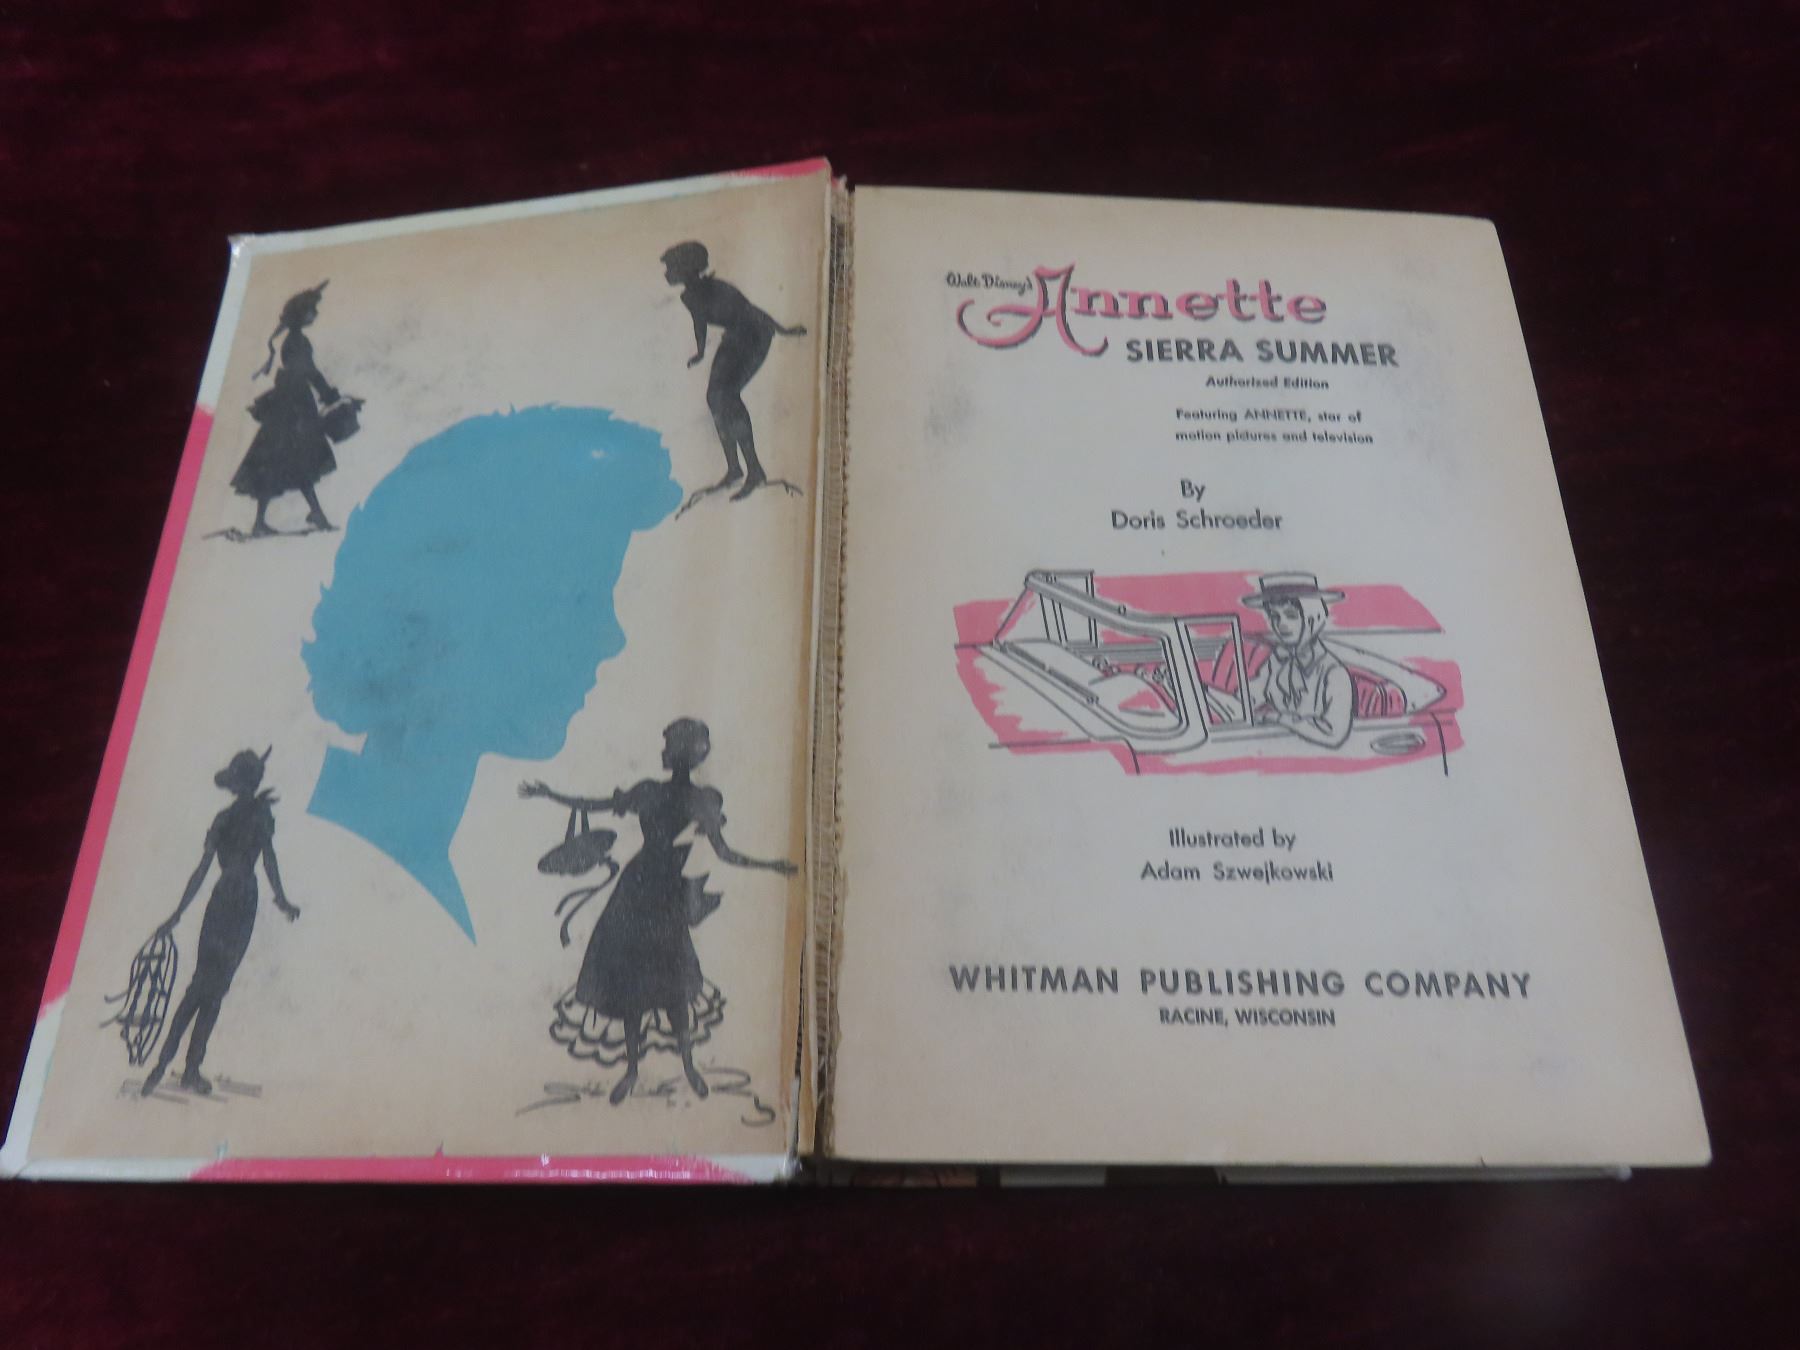 Walt Disney's
Annette
SIERRA SUMMER
Authorized Edition
Featuring ANNETTE, star of
motion pictures and television
By
Doris Schroeder
Illustrated by
Adam Szwejkowski
WHITMAN PUBLISHING COMPANY
RACINE, WISCONSIN